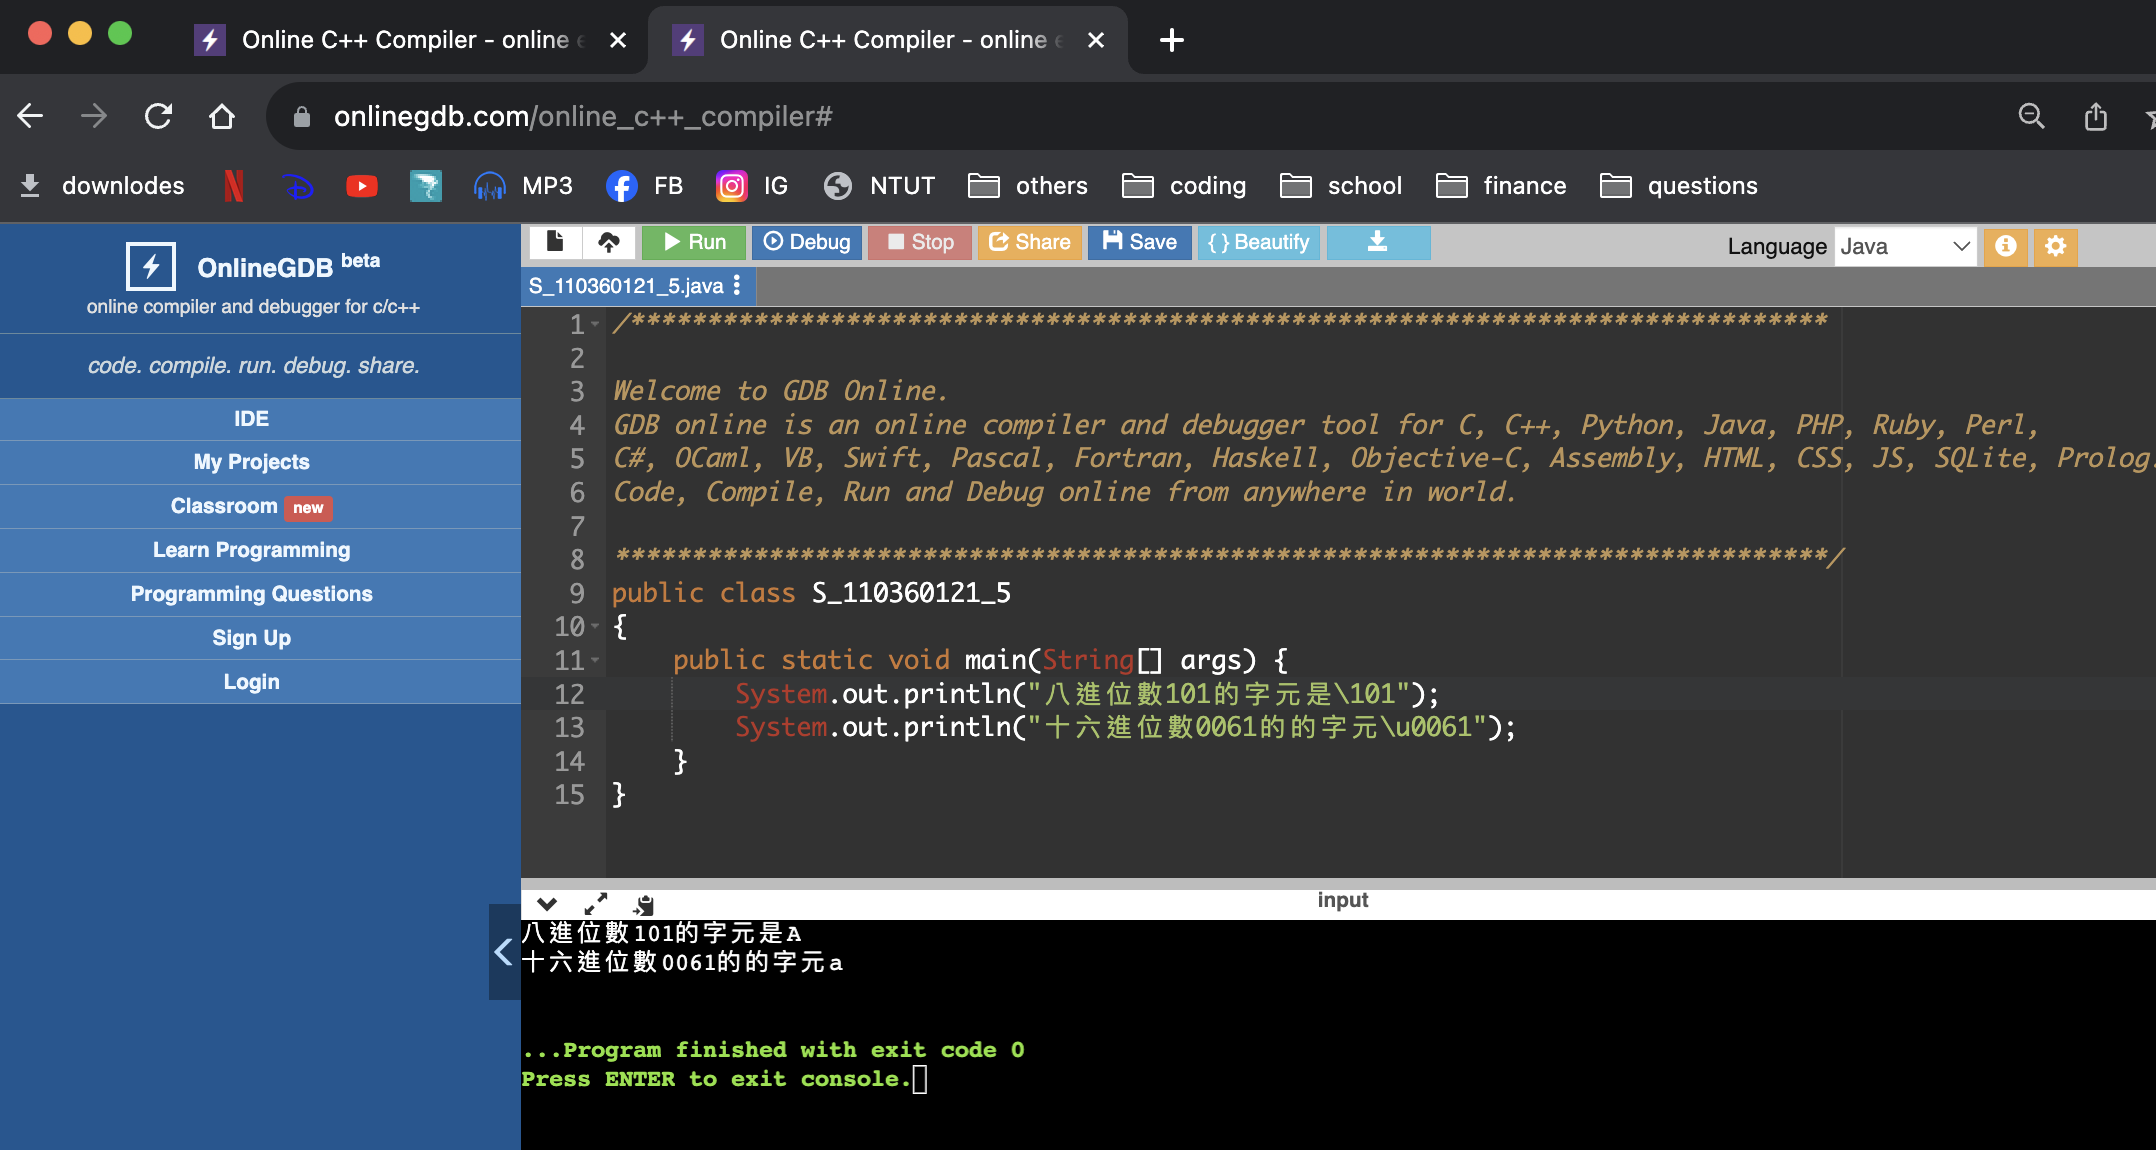 Online C++ Compiler - online e
Online C++ Compiler - online e
onlinegdb.com/online_c++_compiler#
downlodes
MP3
FB
IG
NTUT
others
coding
school
finance
questions
OnlineGDB beta
online compiler and debugger for c/c++
code. compile. run. debug. share.
IDE
My Projects
Classroom new
Learn Programming
Programming Questions
Sign Up
Login
Run
Debug
Stop
Share
Save
{ } Beautify
Language Java
S_110360121_5.java
1 /******************************************************************************
2
3 Welcome to GDB Online.
4 GDB online is an online compiler and debugger tool for C, C++, Python, Java, PHP, Ruby, Perl,
5 C#, OCaml, VB, Swift, Pascal, Fortran, Haskell, Objective-C, Assembly, HTML, CSS, JS, SQLite, Prolog.
6 Code, Compile, Run and Debug online from anywhere in world.
7
8 *******************************************************************************/
9 public class S_110360121_5
10 {
11 public static void main(String[] args) {
12 System.out.println("八進位數101的字元是\101");
13 System.out.println("十六進位數0061的的字元\u0061");
14 }
15 }
input
八進位數101的字元是A
十六進位數0061的的字元a
...Program finished with exit code 0
Press ENTER to exit console.